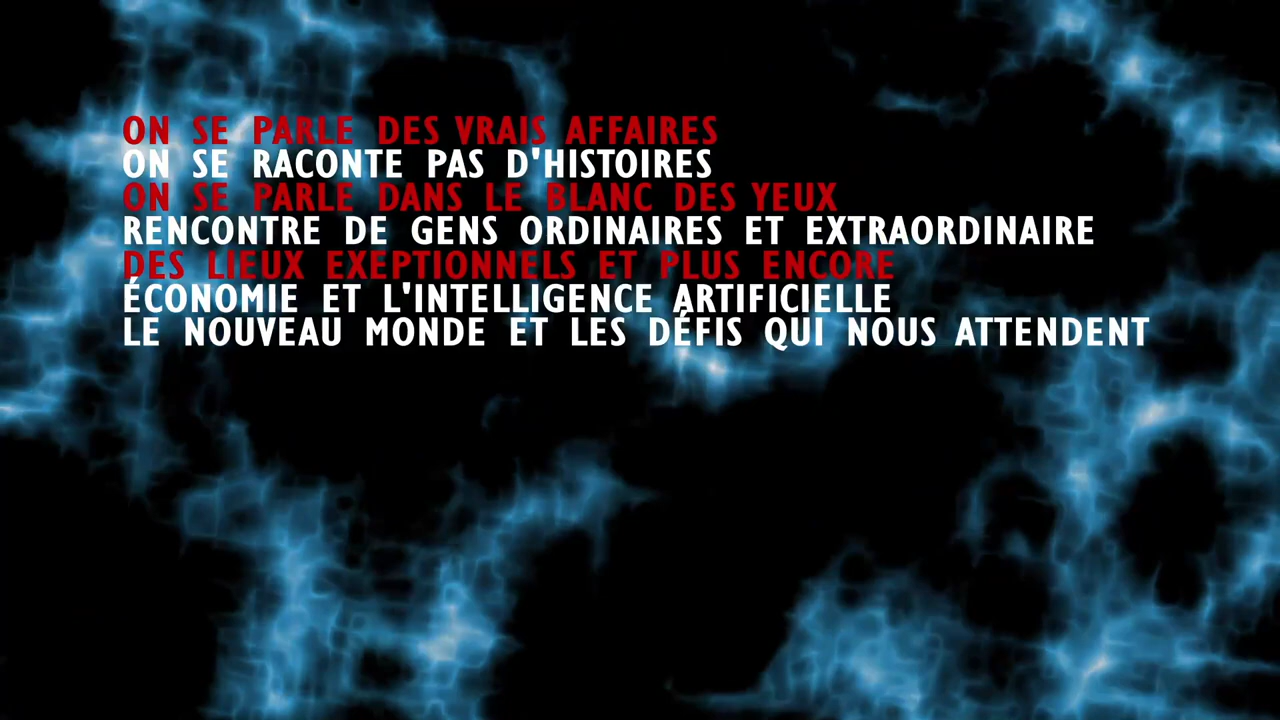 ON SE PARLE DES VRAIS AFFAIRES
ON SE RACONTE PAS D'HISTOIRES
ON SE PARLE DANS LE BLANC DES YEUX
RENCONTRE DE GENS ORDINAIRES ET EXTRAORDINAIRE
DES LIEUX EXEPTIONNELS ET PLUS ENCORE
ÉCONOMIE ET L'INTELLIGENCE ARTIFICIELLE
LE NOUVEAU MONDE ET LES DÉFIS QUI NOUS ATTENDENT